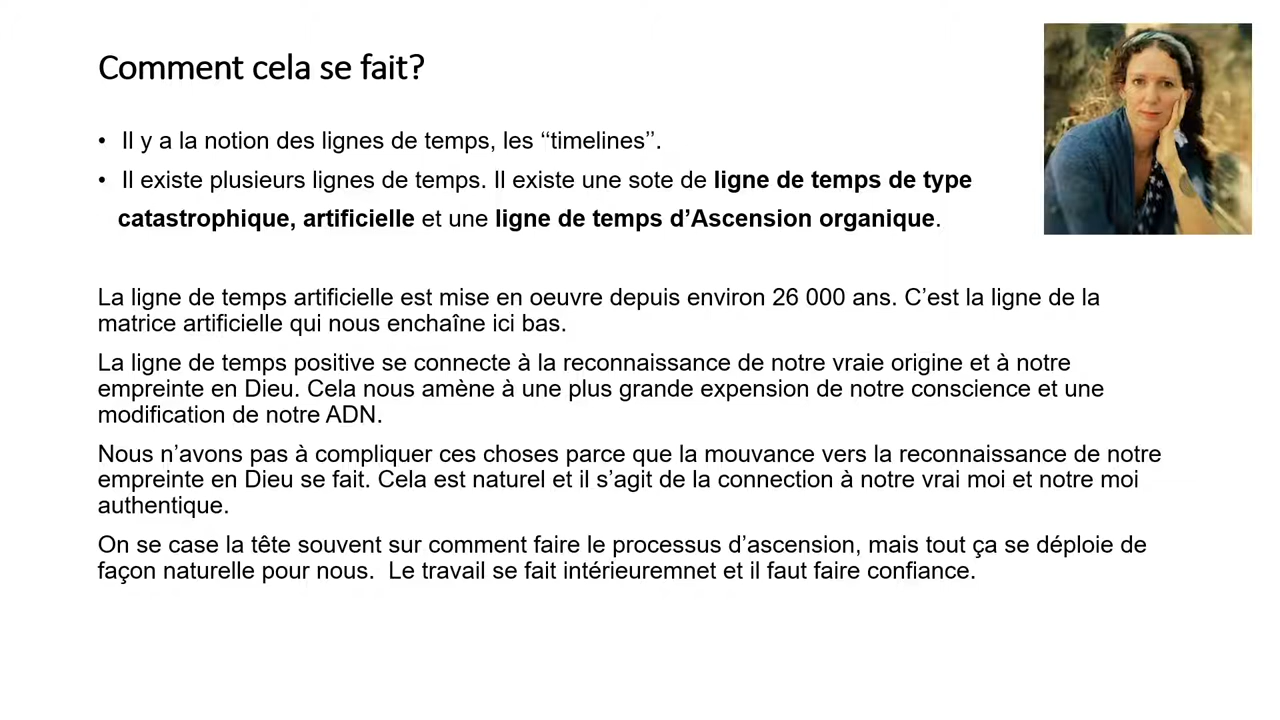 Comment cela se fait?
• Il y a la notion des lignes de temps, les ‘‘timelines’’.
• Il existe plusieurs lignes de temps. Il existe une sote de ligne de temps de type
catastrophique, artificielle et une ligne de temps d’Ascension organique.
La ligne de temps artificielle est mise en oeuvre depuis environ 26 000 ans. C’est la ligne de la
matrice artificielle qui nous enchaîne ici bas.
La ligne de temps positive se connecte à la reconnaissance de notre vraie origine et à notre
empreinte en Dieu. Cela nous amène à une plus grande expension de notre conscience et une
modification de notre ADN.
Nous n’avons pas à compliquer ces choses parce que la mouvance vers la reconnaissance de notre
empreinte en Dieu se fait. Cela est naturel et il s’agit de la connection à notre vrai moi et notre moi
authentique.
On se case la tête souvent sur comment faire le processus d’ascension, mais tout ça se déploie de
façon naturelle pour nous.  Le travail se fait intérieuremnet et il faut faire confiance.